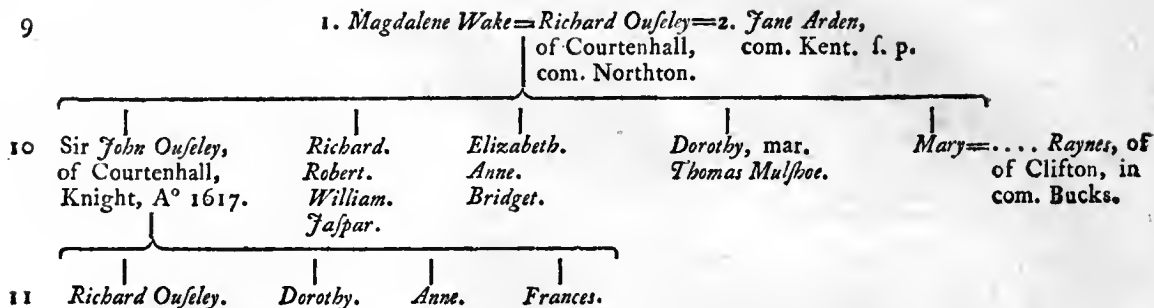 9 1. Magdalene Wake=Richard Ouſeley=2. Jane Arden,
of Courtenhall, com. Kent. ſ. p.
com. Northton.
10 Sir John Ouſeley, Richard. Elizabeth. Dorothy, mar. Mary=.... Raynes, of
of Courtenhall, Robert. Anne. Thomas Mulſhoe. of Clifton, in
Knight, Aº 1617. William. Bridget. com. Bucks.
Jaſpar.
11 Richard Ouſeley. Dorothy. Anne. Frances.